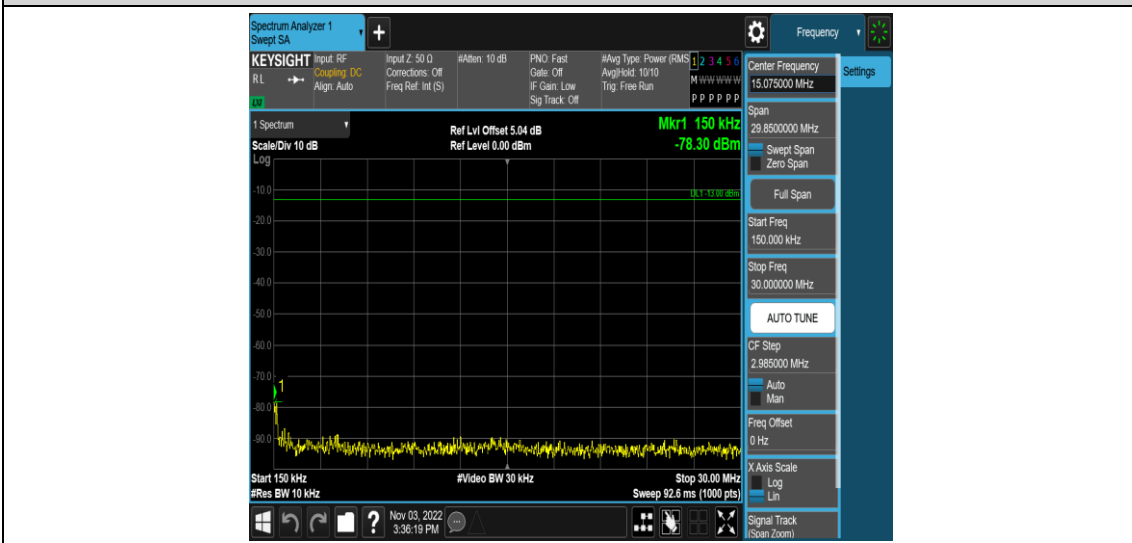 Spectrum Analyzer 1
Swept SA
+
Frequency
KEYSIGHT
RL
LM
Input: RF
Coupling: DC
Align: Auto
Input Z: 50 Ω
Corrections: Off
Freq Ref: Int (S)
#Atten: 10 dB
PNO: Fast
Gate: Off
IF Gain: Low
Sig Track: Off
#Avg Type: Power (RMS
Avg|Hold: 10/10
Trig: Free Run
1 2 3 4 5 6
M W W W W W
P P P P P P
Center Frequency
15.075000 MHz
Settings
1 Spectrum
Scale/Div 10 dB
Ref Lvl Offset 5.04 dB
Ref Level 0.00 dBm
Mkr1 150 kHz
-78.30 dBm
Log
-10.0
DL1 -13.00 dBm
-20.0
-30.0
-40.0
-50.0
-60.0
-70.0
1
-80.0
-90.0
Start 150 kHz
#Res BW 10 kHz
#Video BW 30 kHz
Stop 30.00 MHz
Sweep 92.6 ms (1000 pts)
Span
29.8500000 MHz
Swept Span
Zero Span
Full Span
Start Freq
150.000 kHz
Stop Freq
30.000000 MHz
AUTO TUNE
CF Step
2.985000 MHz
Auto
Man
Freq Offset
0 Hz
X Axis Scale
Log
Lin
Signal Track
(Span Zoom)
?
Nov 03, 2022
3:36:19 PM